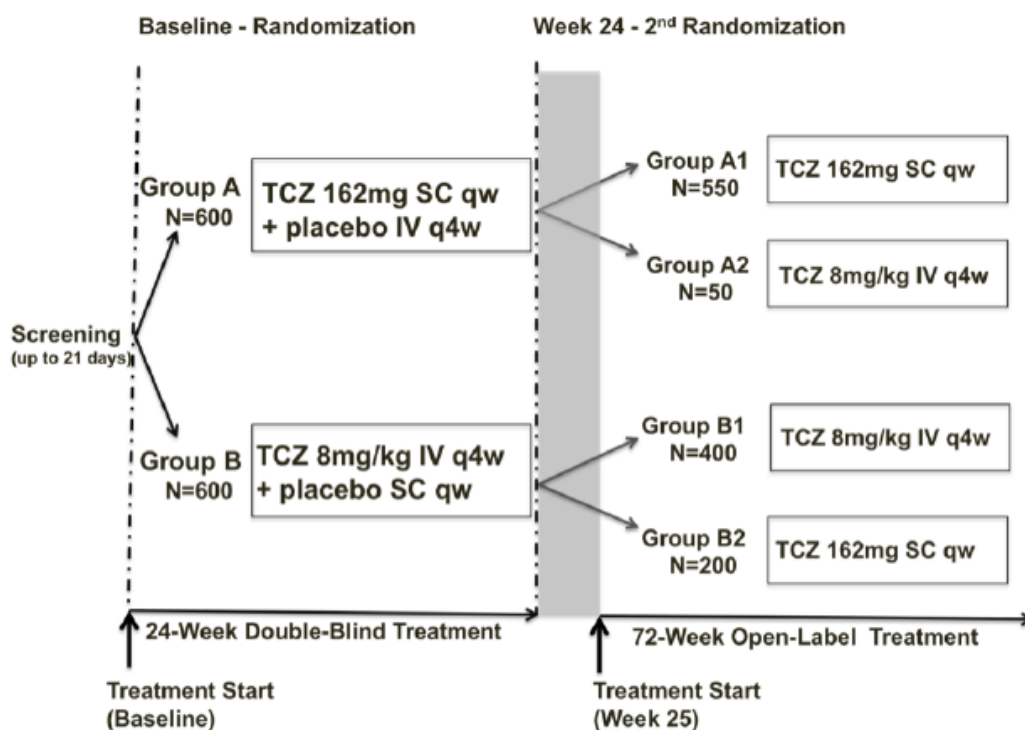 Baseline - Randomization
Week 24 - 2nd Randomization
Screening
(up to 21 days)
Group A
N=600
TCZ 162mg SC qw
+ placebo IV q4w
Group B
N=600
TCZ 8mg/kg IV q4w
+ placebo SC qw
Group A1
N=550
TCZ 162mg SC qw
Group A2
N=50
TCZ 8mg/kg IV q4w
Group B1
N=400
TCZ 8mg/kg IV q4w
Group B2
N=200
TCZ 162mg SC qw
24-Week Double-Blind Treatment
72-Week Open-Label Treatment
Treatment Start
(Baseline)
Treatment Start
(Week 25)